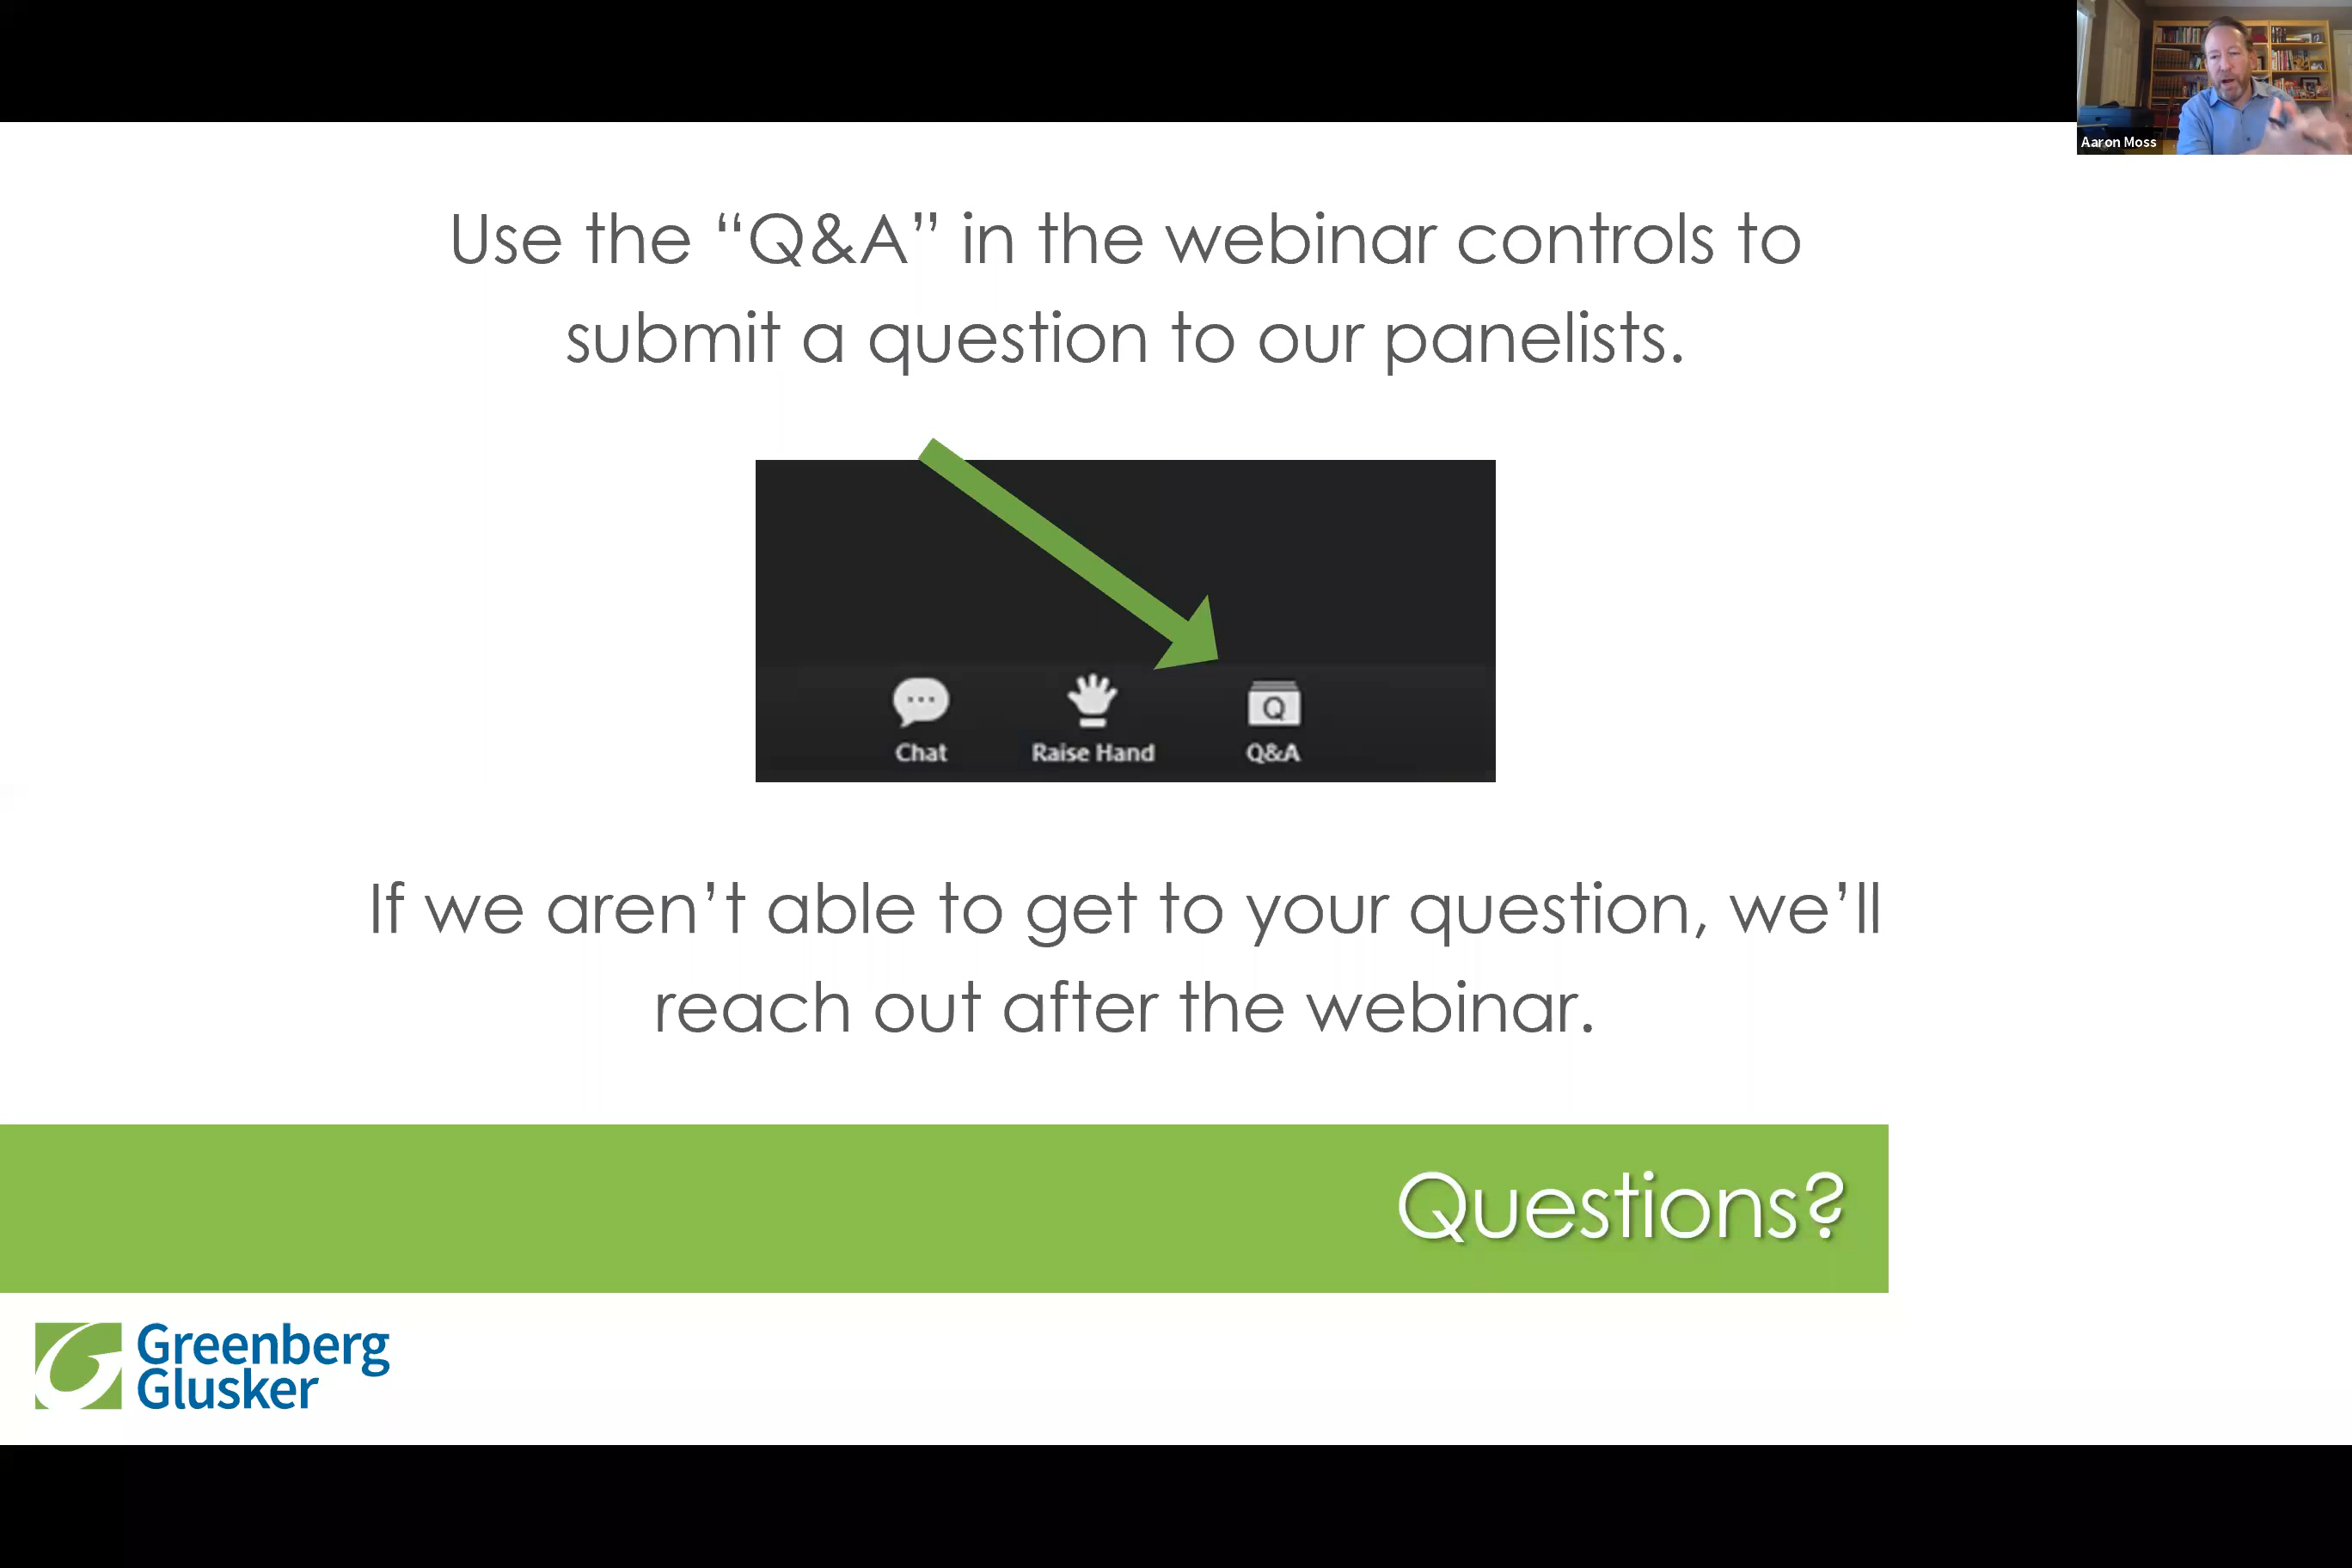 Aaron Moss
Use the “Q&A” in the webinar controls to
submit a question to our panelists.
Q
Chat
Raise Hand
Q&A
If we aren’t able to get to your question, we’ll
reach out after the webinar.
Questions?
Greenberg
Glusker